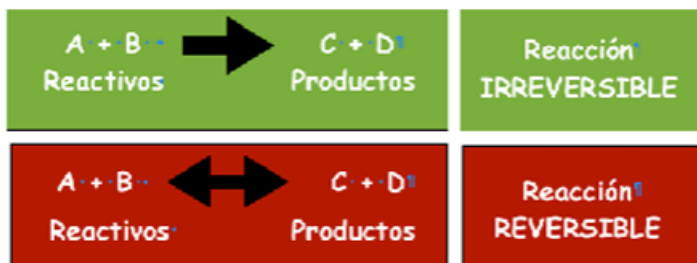 A + B C + D
Reactivos Productos
Reacción
IRREVERSIBLE
A + B C + D
Reactivos Productos
Reacción
REVERSIBLE